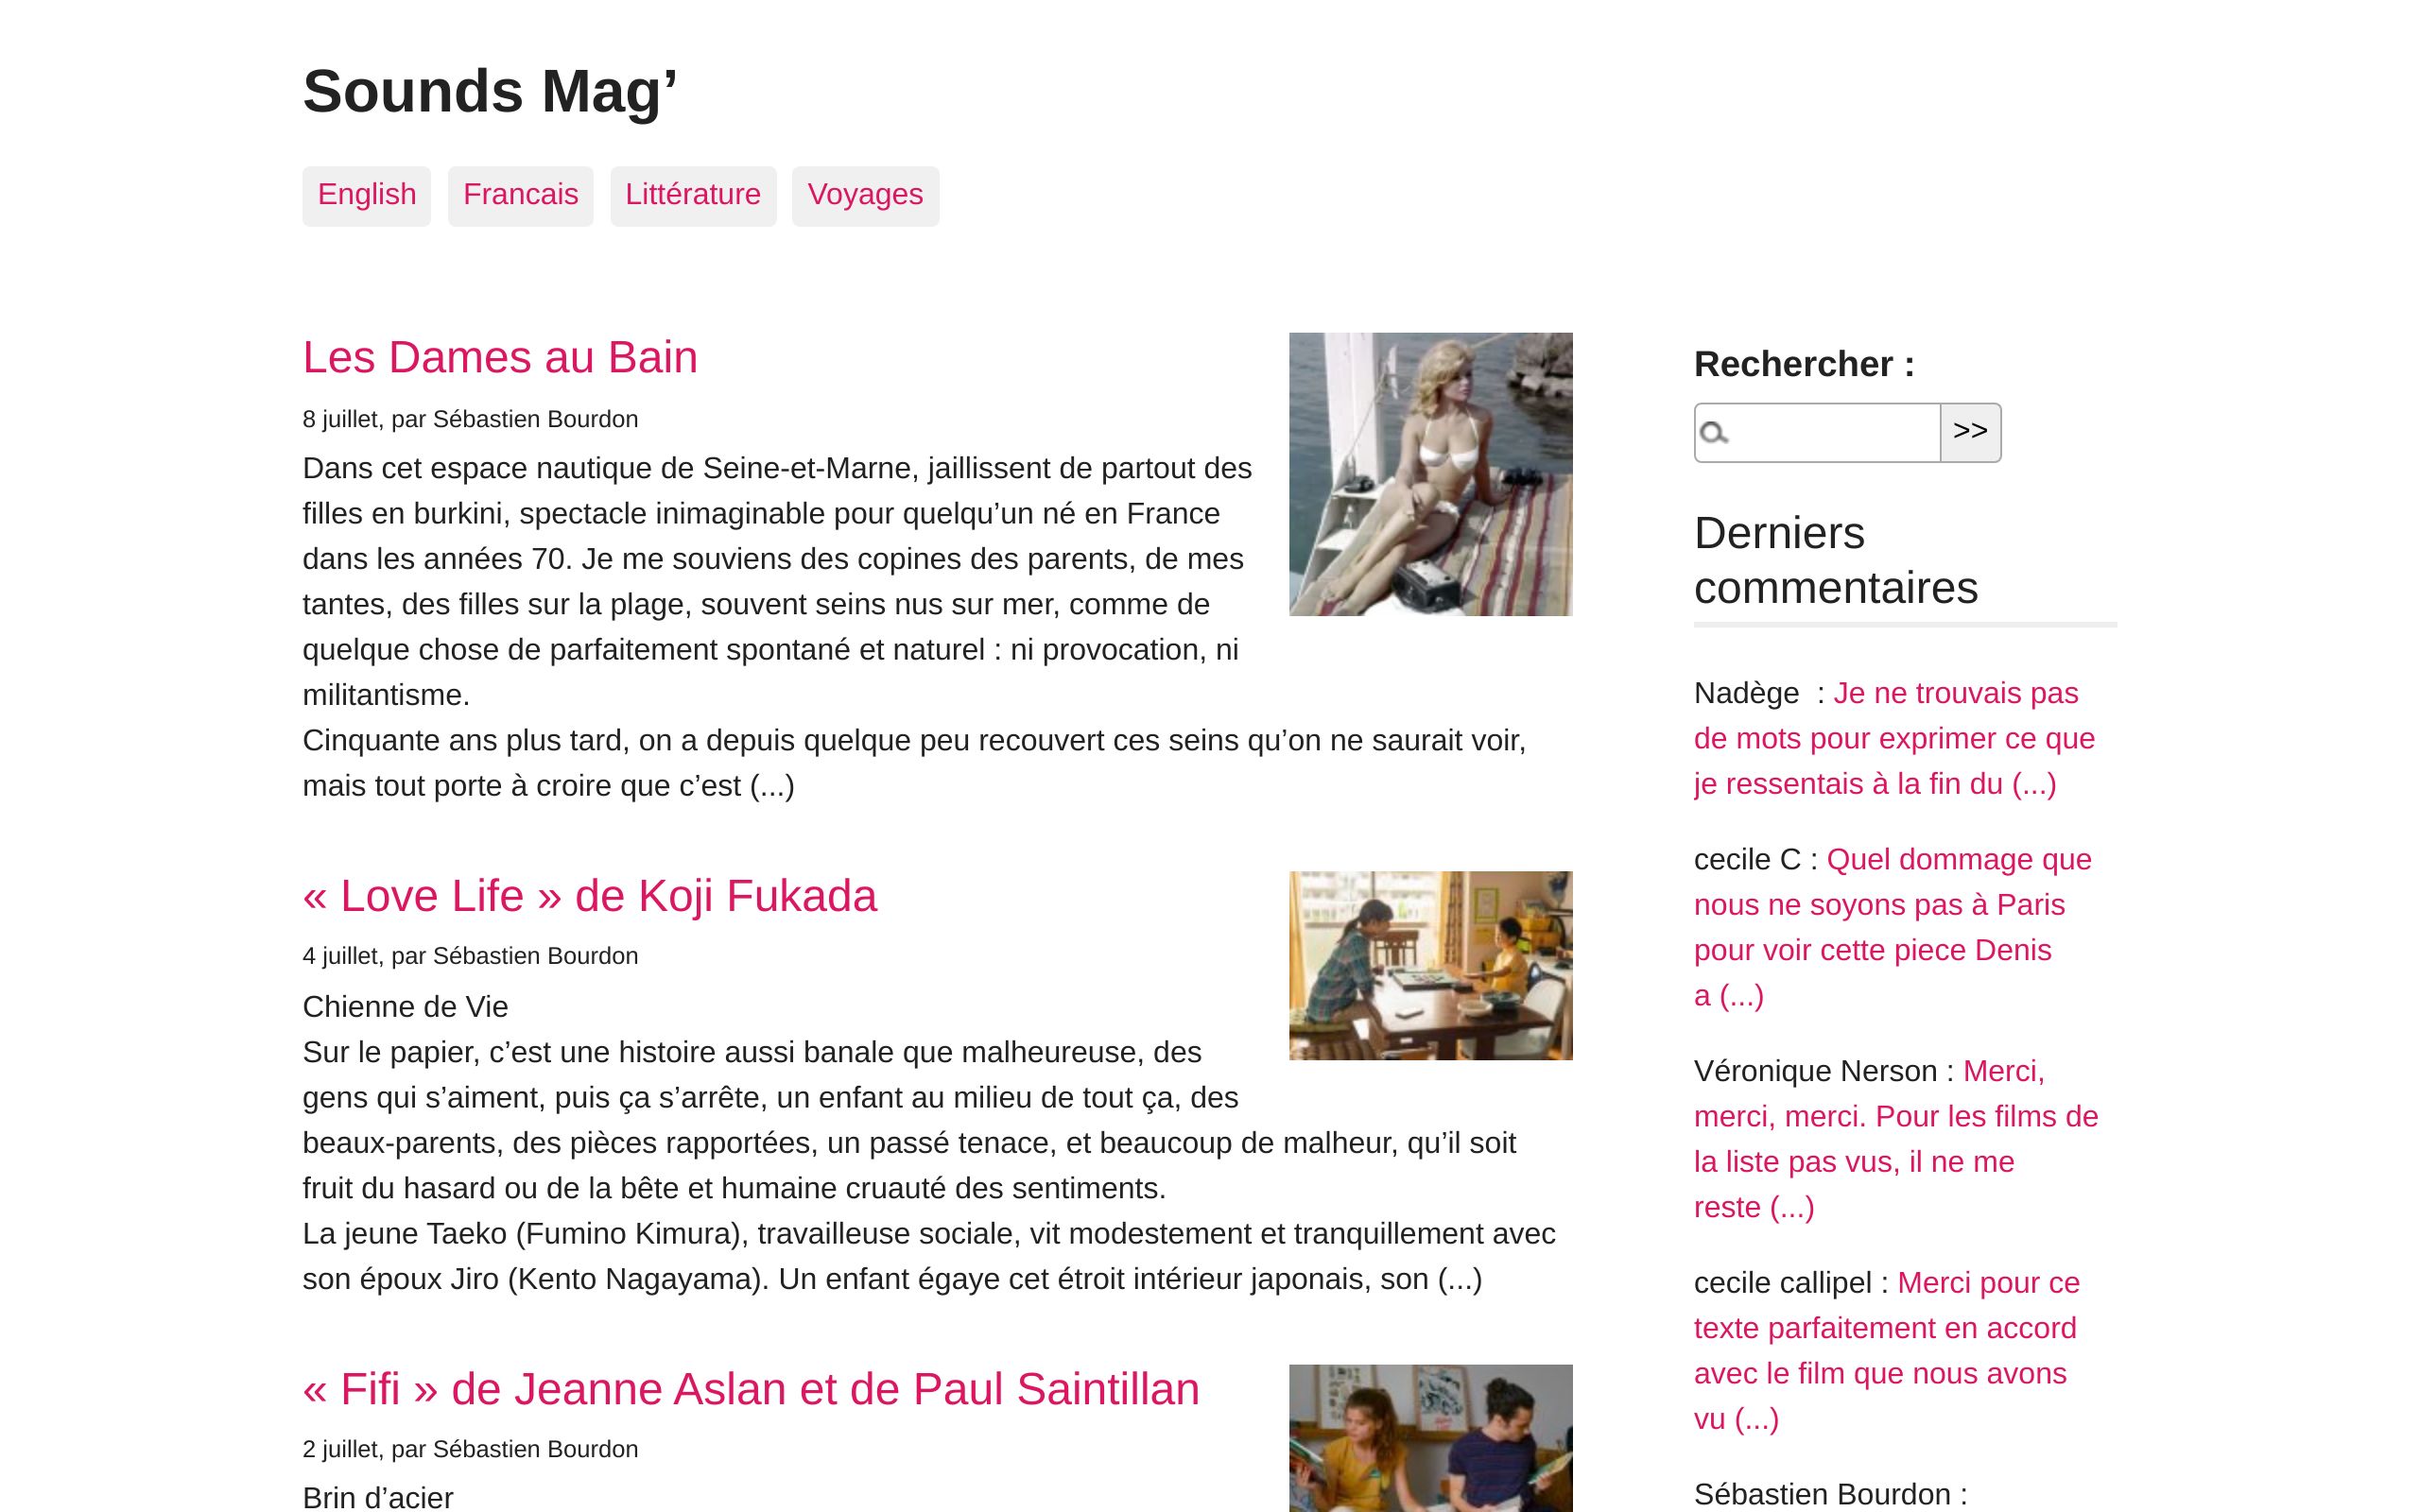 Sounds Mag’
English
Francais
Littérature
Voyages
Les Dames au Bain
8 juillet, par Sébastien Bourdon
Dans cet espace nautique de Seine-et-Marne, jaillissent de partout des
filles en burkini, spectacle inimaginable pour quelqu’un né en France
dans les années 70. Je me souviens des copines des parents, de mes
tantes, des filles sur la plage, souvent seins nus sur mer, comme de
quelque chose de parfaitement spontané et naturel : ni provocation, ni
militantisme.
Cinquante ans plus tard, on a depuis quelque peu recouvert ces seins qu’on ne saurait voir,
mais tout porte à croire que c’est (...)
« Love Life » de Koji Fukada
4 juillet, par Sébastien Bourdon
Chienne de Vie
Sur le papier, c’est une histoire aussi banale que malheureuse, des
gens qui s’aiment, puis ça s’arrête, un enfant au milieu de tout ça, des
beaux-parents, des pièces rapportées, un passé tenace, et beaucoup de malheur, qu’il soit
fruit du hasard ou de la bête et humaine cruauté des sentiments.
La jeune Taeko (Fumino Kimura), travailleuse sociale, vit modestement et tranquillement avec
son époux Jiro (Kento Nagayama). Un enfant égaye cet étroit intérieur japonais, son (...)
« Fifi » de Jeanne Aslan et de Paul Saintillan
2 juillet, par Sébastien Bourdon
Brin d’acier
Rechercher :
>>
Derniers
commentaires
Nadège  : Je ne trouvais pas
de mots pour exprimer ce que
je ressentais à la fin du (...)
cecile C : Quel dommage que
nous ne soyons pas à Paris
pour voir cette piece Denis
a (...)
Véronique Nerson : Merci,
merci, merci. Pour les films de
la liste pas vus, il ne me
reste (...)
cecile callipel : Merci pour ce
texte parfaitement en accord
avec le film que nous avons
vu (...)
Sébastien Bourdon :